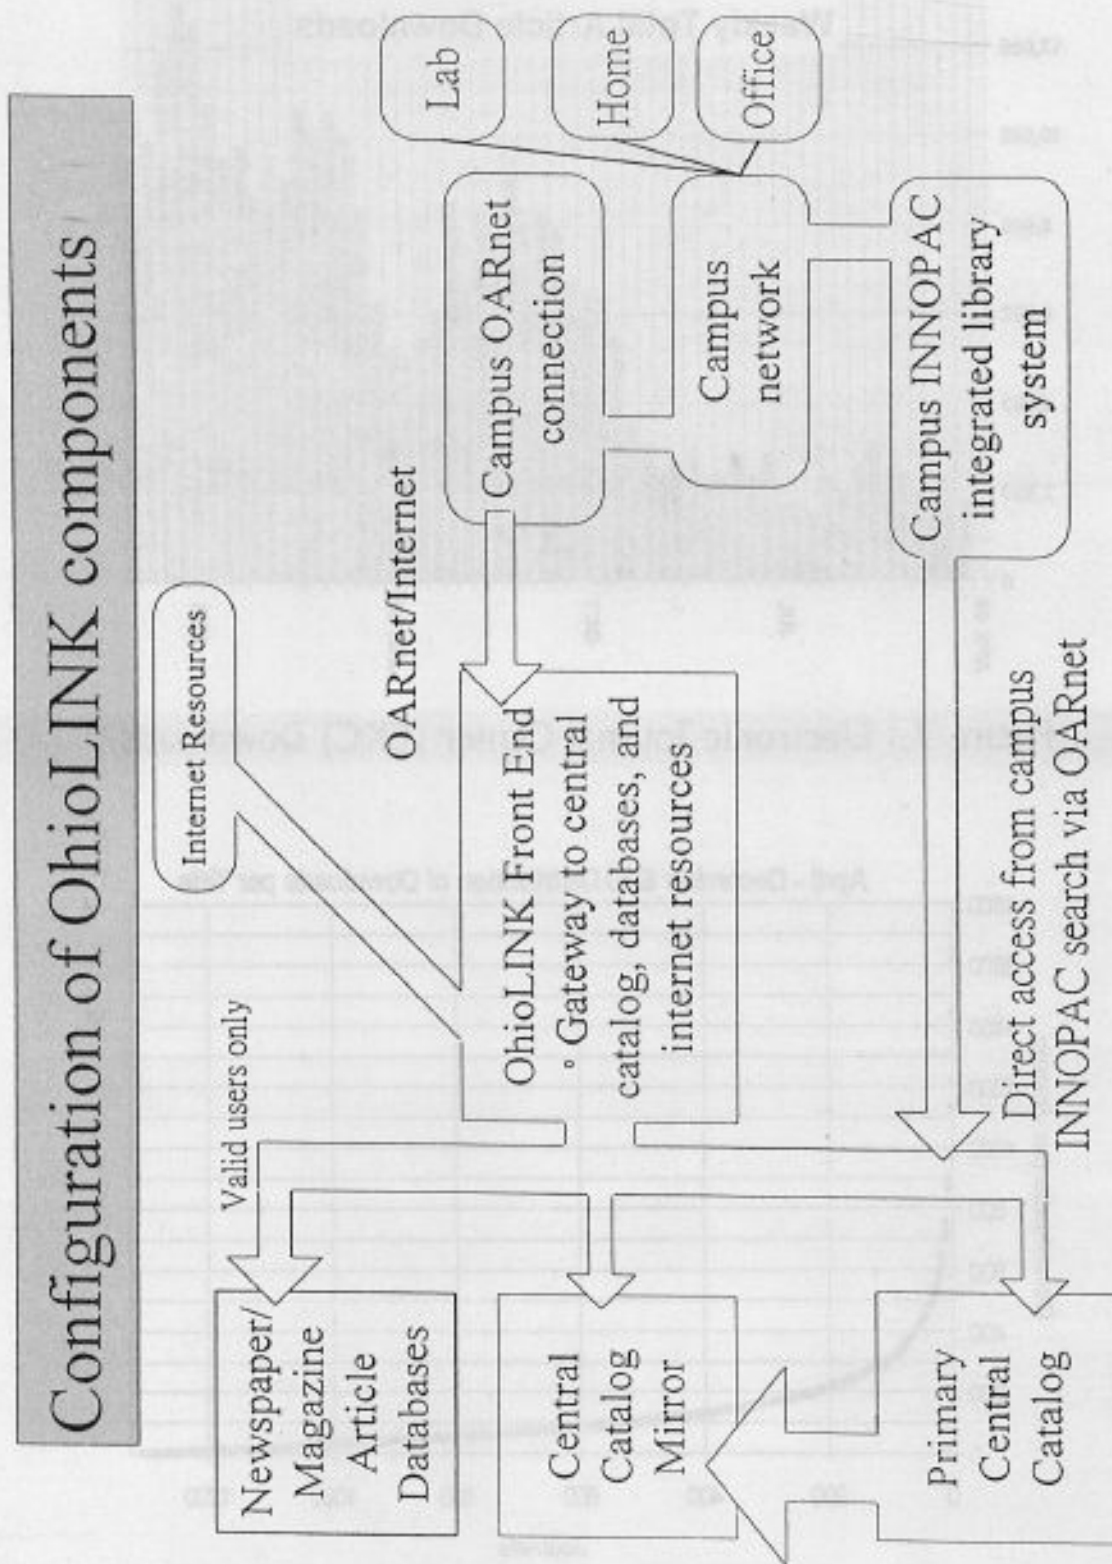 Configuration of OhioLINK components
Internet Resources
Valid users only
OARnet/Internet
Newspaper/
Magazine
Article
Databases
Central
Catalog
Mirror
Primary
Central
Catalog
OhioLINK Front End
° Gateway to central
catalog, databases, and
internet resources
Campus OARnet
connection
Lab
Home
Office
Campus
network
Campus INNOPAC
integrated library
system
Direct access from campus
INNOPAC search via OARnet